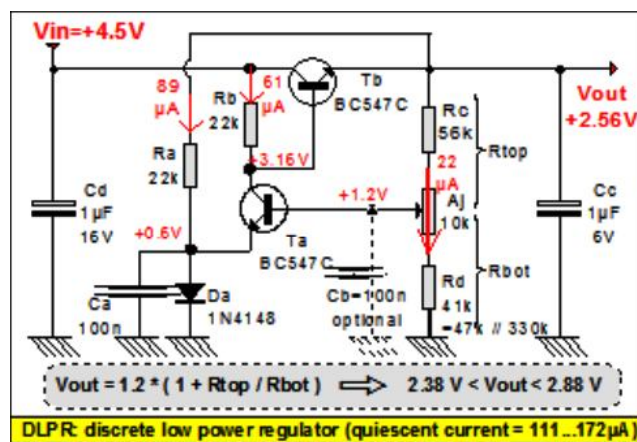 Vin=+4.5V
Tb
BC547C
89
µA
61
µA
Rb
22k
Vout
+2.56V
Rc
56k
Rtop
Ra
22k
+3.16V
22
µA
Cd
1µF
16V
+1.2V
Aj
10k
Cc
1µF
6V
+0.6V
Ta
BC547C
Rbot
Ca
100n
Da
1N4148
Cb=100n
optional
Rd
41k
=47k // 330k
Vout = 1.2 * ( 1 + Rtop / Rbot ) 2.38 V < Vout < 2.88 V
DLPR: discrete low power regulator (quiescent current = 111...172µA)